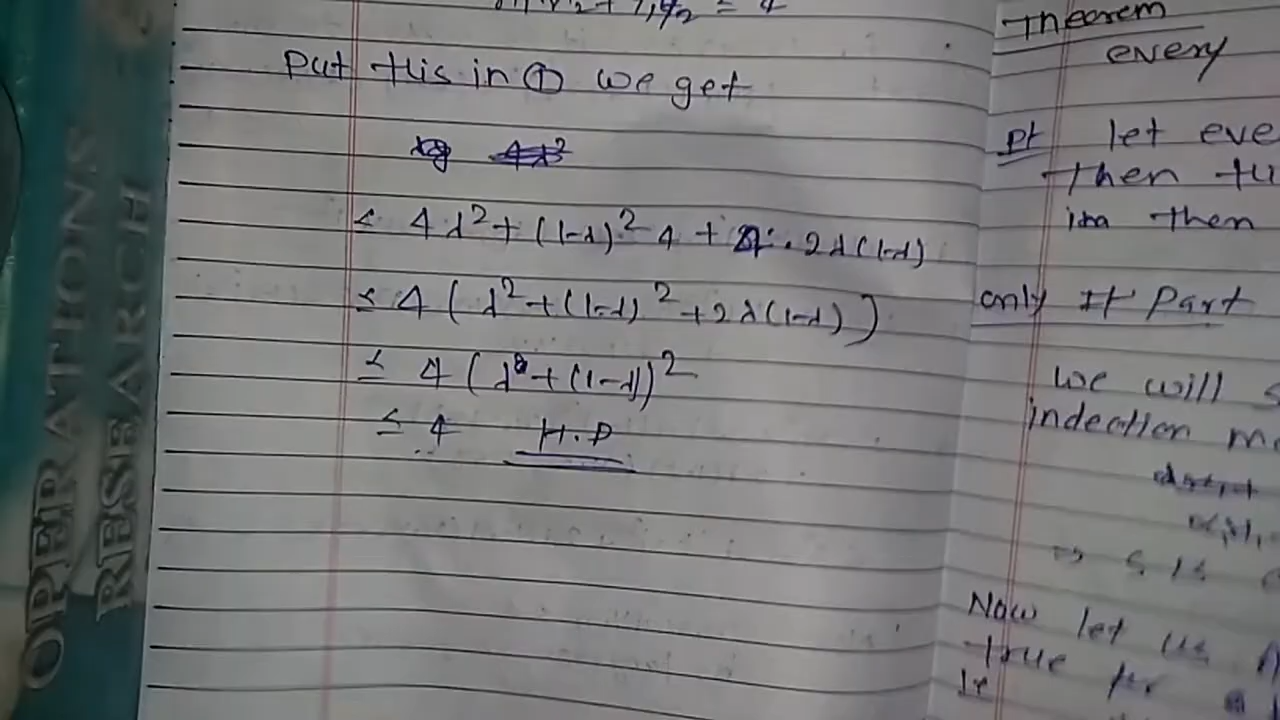 Put this in ① we get
≤ 4λ² + (1-λ)² 4 + 4 . 2λ(1-λ)
≤ 4 ( λ² + (1-λ)² + 2λ(1-λ) )
≤ 4 ( λ + (1-λ))²
≤ 4 H.P
Theorem
every
Pf let eve
Then
then
only If Part
We will s
indection m
S is
Now let us
true for
OPERATIONS
RESEARCH